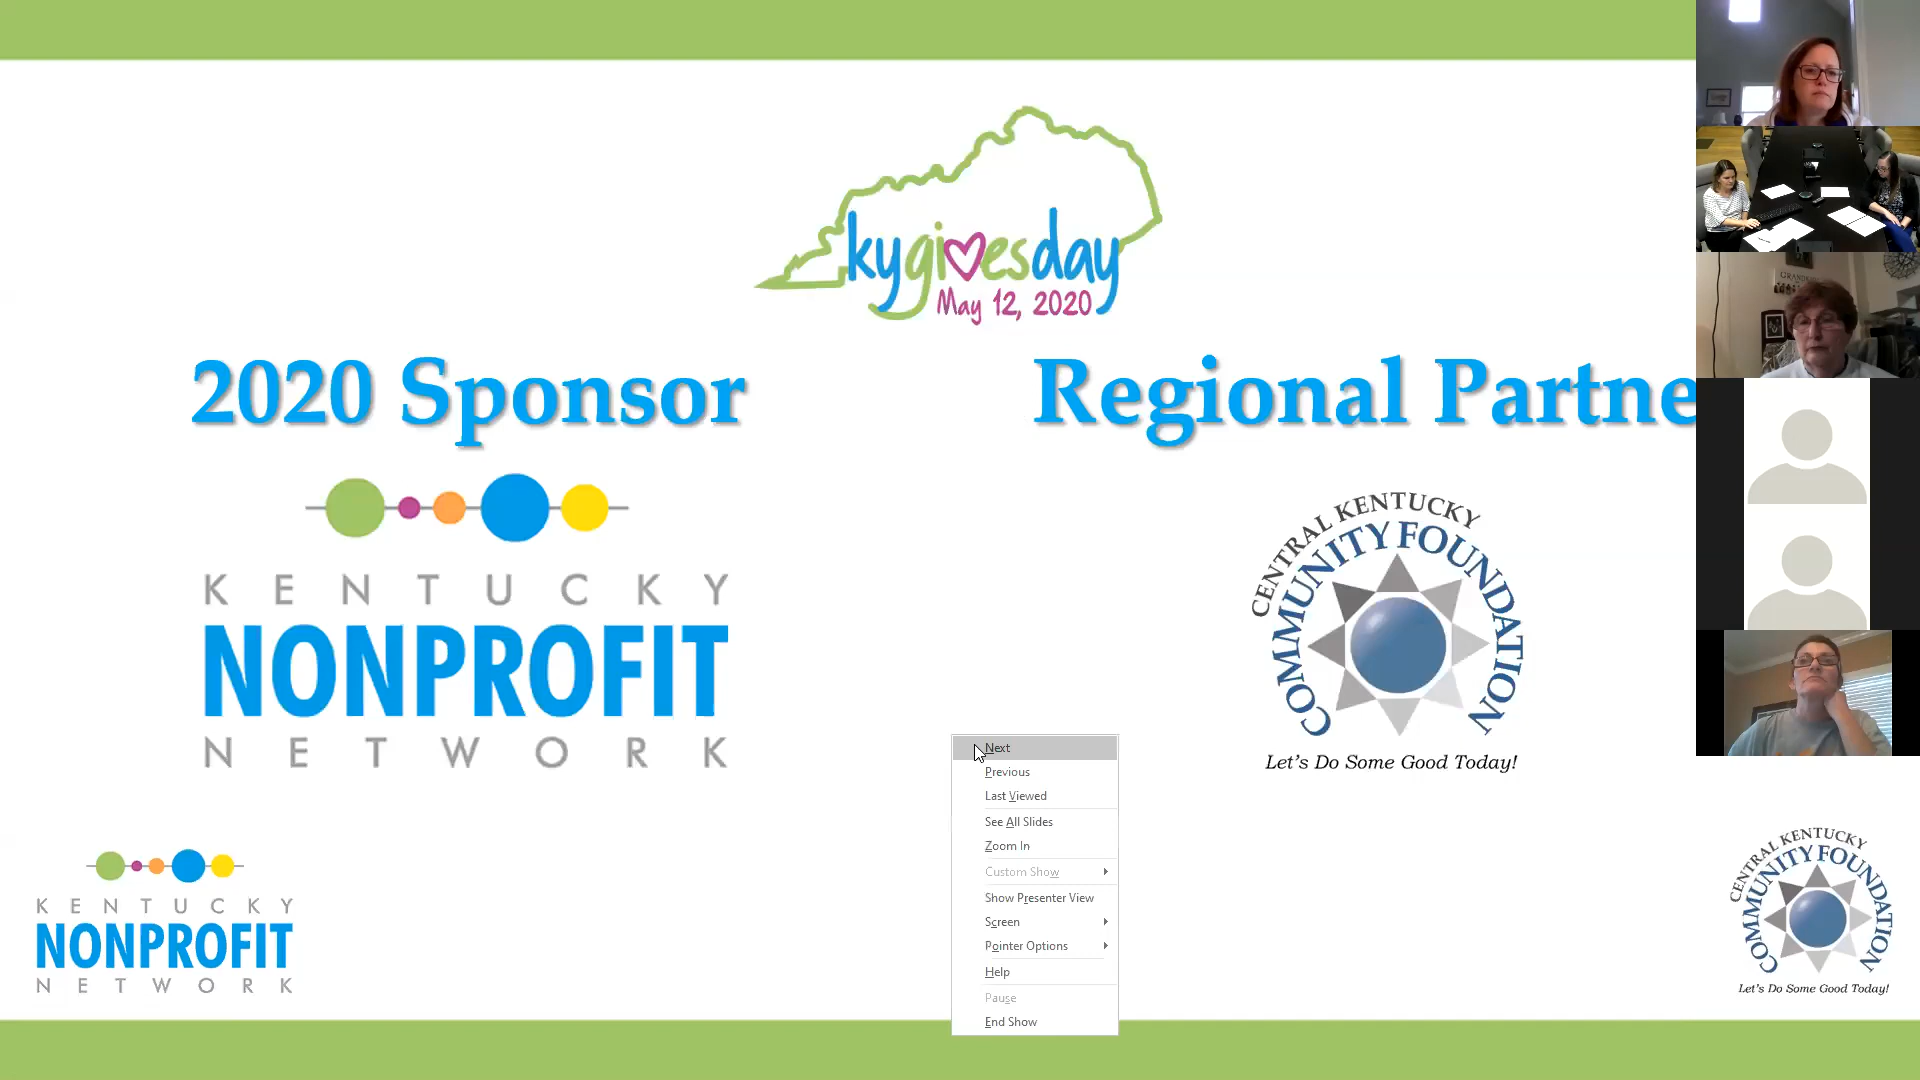 kygivesday
May 12, 2020
2020 Sponsor
Regional Partne
KENTUCKY
NONPROFIT
NETWORK
CENTRAL KENTUCKY
COMMUNITY FOUNDATION
Let's Do Some Good Today!
Next
Previous
Last Viewed
See All Slides
Zoom In
Custom Show
Show Presenter View
Screen
Pointer Options
Help
Pause
End Show
KENTUCKY
NONPROFIT
NETWORK
CENTRAL KENTUCKY
COMMUNITY FOUNDATION
Let's Do Some Good Today!